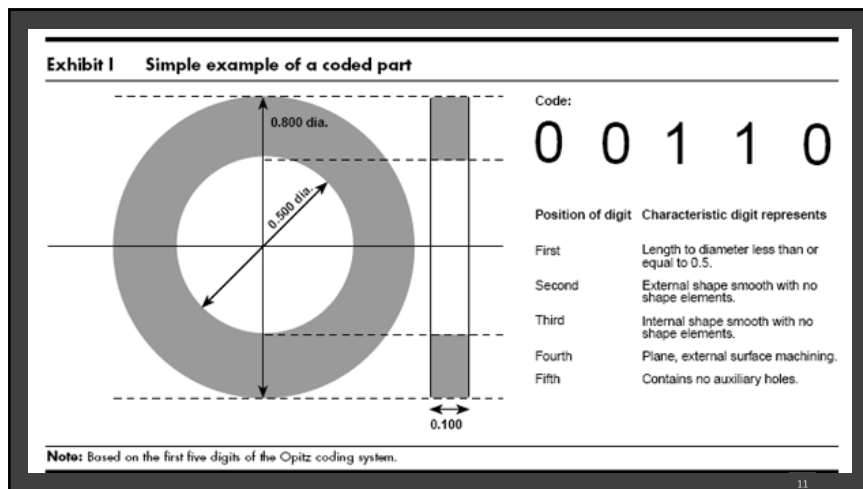 Exhibit I Simple example of a coded part
0.800 dia.
0.500 dia.
0.100
Code:
0 0 1 1 0
Position of digit Characteristic digit represents
First Length to diameter less than or
equal to 0.5.
Second External shape smooth with no
shape elements.
Third Internal shape smooth with no
shape elements.
Fourth Plane, external surface machining.
Fifth Contains no auxiliary holes.
Note: Based on the first five digits of the Opitz coding system.
11